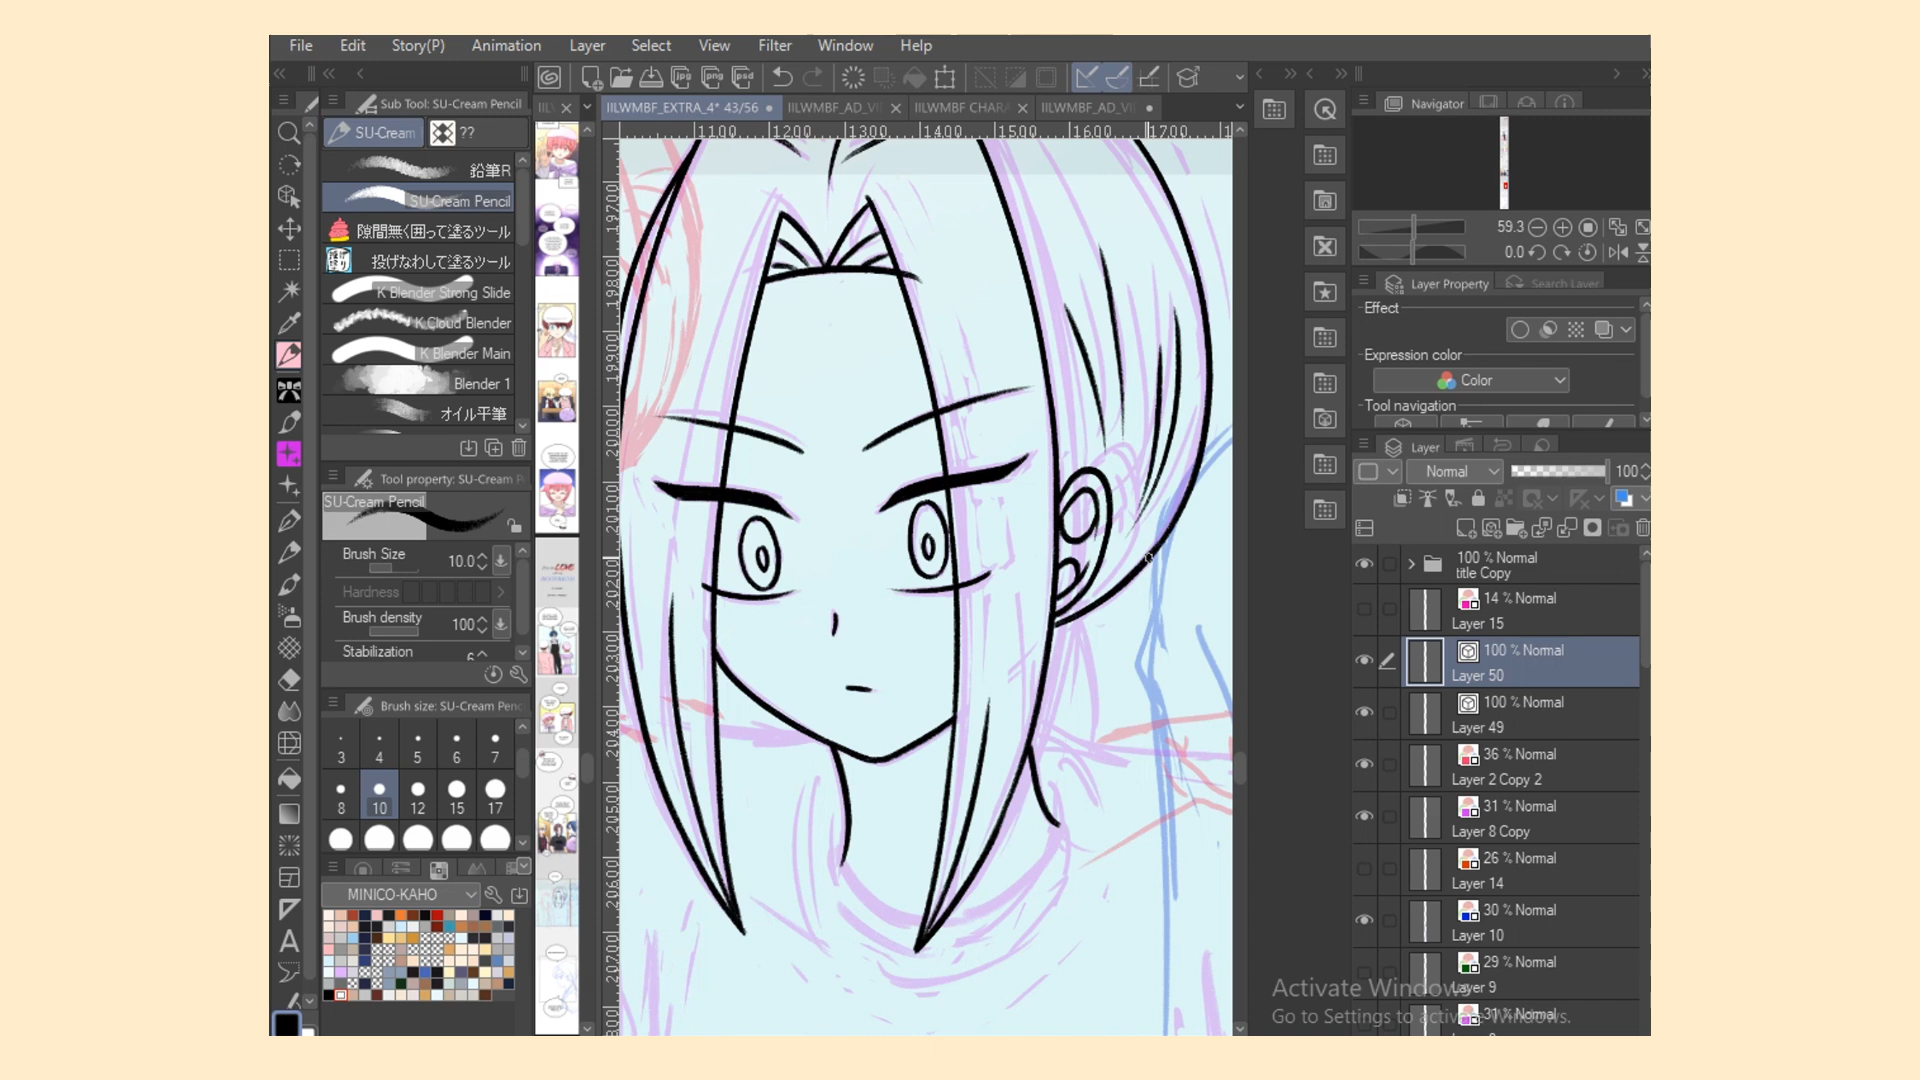 File Edit Story(P) Animation Layer Select View Filter Window Help
Sub Tool: SU-Cream Pencil
SU-Cream ??
鉛筆R
SU-Cream Pencil
隙間無く囲って塗るツール
投げなわして塗るツール
K Blender Strong Slide
K Cloud Blender
K Blender Main
Blender 1
オイル平筆
Tool property: SU-Cream P
SU-Cream Pencil
Brush Size 10.0
Hardness
Brush density 100
Stabilization 6
Brush size: SU-Cream Penc
3 4 5 6 7
8 10 12 15 17
MINICO-KAHO
jpg png psd
IILWMBF_EXTRA_4* 43/56 IILWMBF_AD_VI IILWMBF CHARA IILWMBF_AD_VI
1100 1200 1300 1400 1500 1600 1700
19700
19800
19900
20000
20100
20200
20300
20400
20500
20600
20700
Navigator
59.3
0.0
Layer Property Search Layer
Effect
Expression color
Color
Tool navigation
Layer
Normal 100
100 % Normal
title Copy
14 % Normal
Layer 15
100 % Normal
Layer 50
100 % Normal
Layer 49
36 % Normal
Layer 2 Copy 2
31 % Normal
Layer 8 Copy
26 % Normal
Layer 14
30 % Normal
Layer 10
29 % Normal
Layer 9
31 % Normal
Activate Windows
Go to Settings to activate Windows.